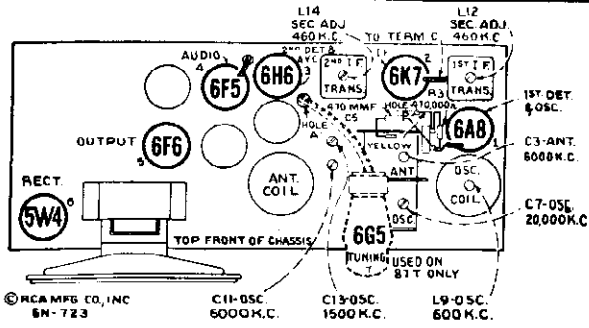 L14
SEC. ADJ.
460 K.C.
TO TERM C
L12
SEC ADJ.
460 K.C.
AUDIO
4
6F5
2ND DET. &
AVC
6H6
3
2ND I.F.
TRANS.
6K7
2
1ST I.F.
TRANS.
R3
470,000
470 MMF
C5
HOLE
HOLE
A
1ST. DET.
& OSC.
6A8
1
OUTPUT
5
6F6
YELLOW
C3-ANT.
6000 K.C.
ANT.
COIL
ANT
OSC.
OSC.
COIL
C7-OSC.
20,000 K.C.
RECT.
5W4
6
TOP FRONT OF CHASSIS
6G5
TUNING
7
USED ON
87T ONLY
© RCA MFG CO., INC
SN-723
C11-OSC.
6000 K.C.
C13-OSC.
1500 K.C.
L9-OSC.
600 K.C.